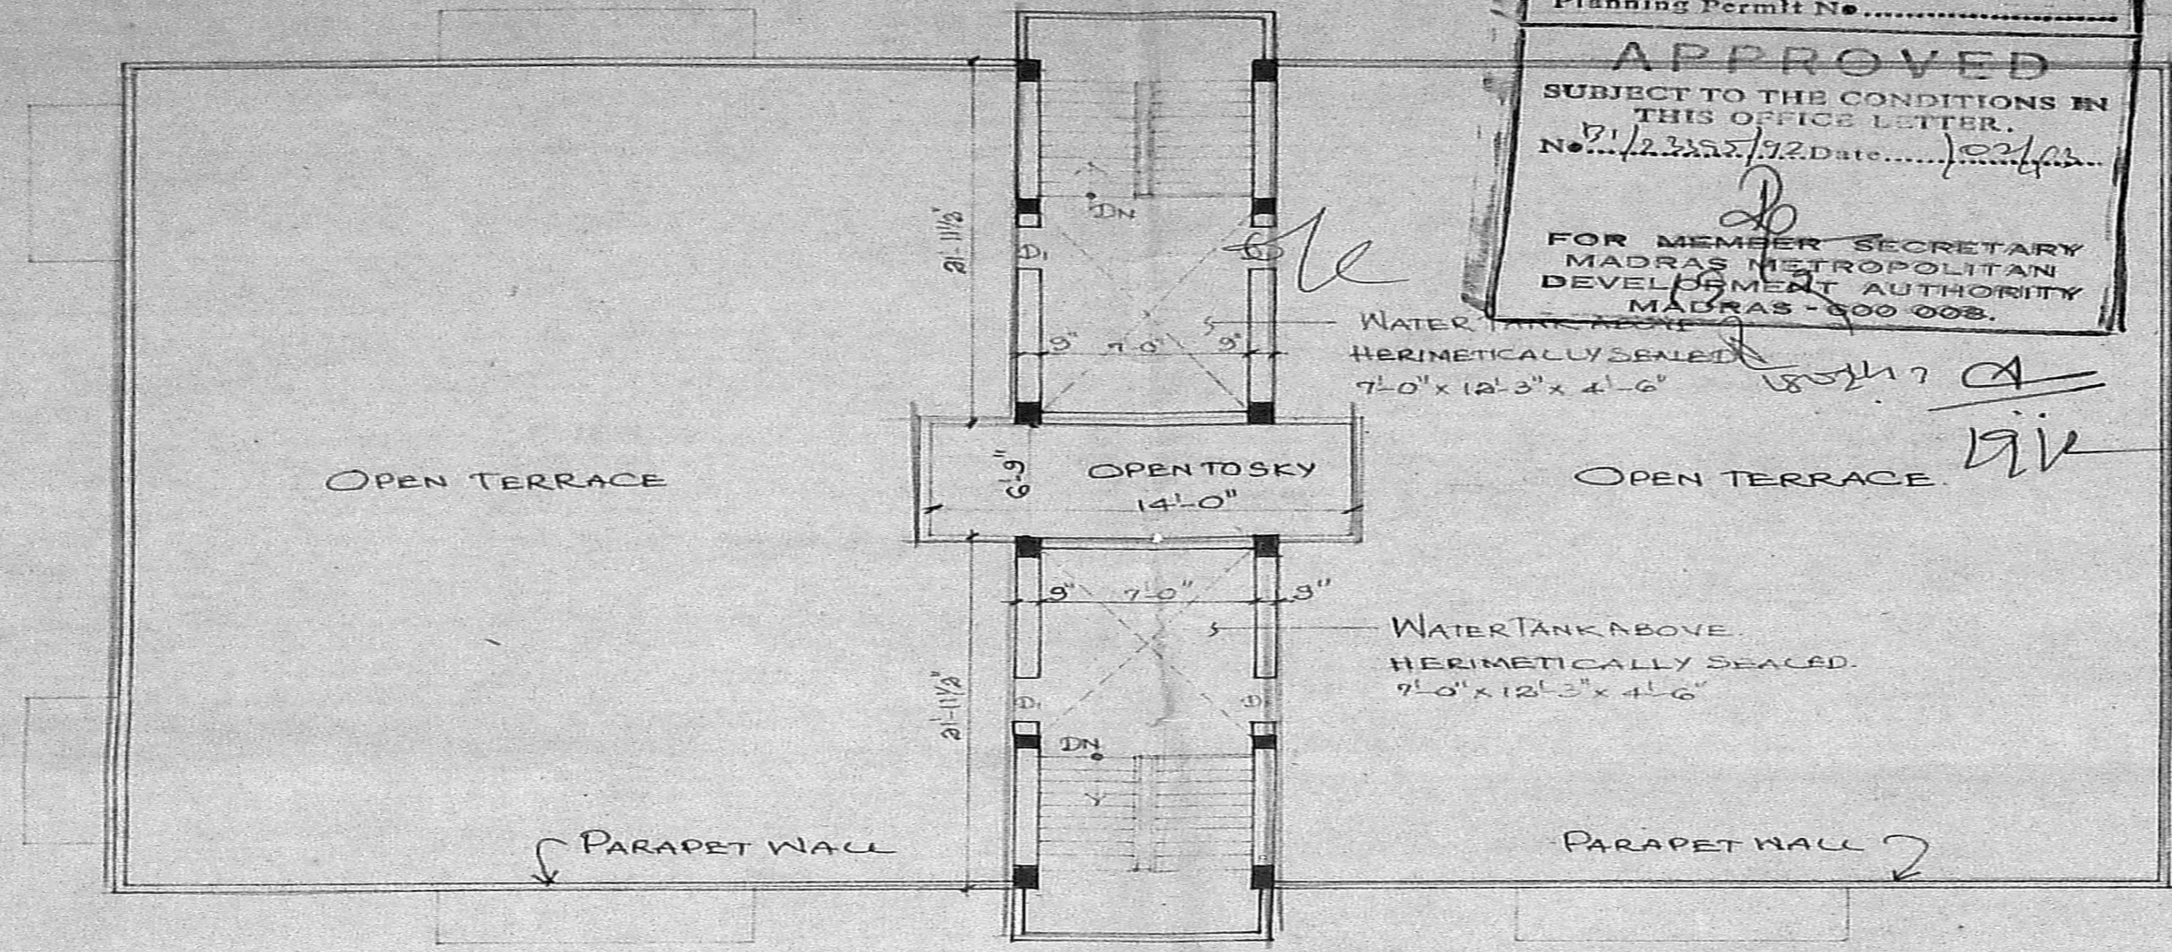 Planning Permit No
APPROVED
SUBJECT TO THE CONDITIONS IN
THIS OFFICE LETTER.
No. /92 Date
FOR MEMBER SECRETARY
MADRAS METROPOLITAN
DEVELOPMENT AUTHORITY
MADRAS - 600 008.
DN
21'-11½"
D1
WATER TANK ABOVE
HERIMETICALLY SEALED
7'-0" x 12'-3" x 4'-6"
9" 7'-0" 9"
OPEN TERRACE
6'-9"
OPEN TO SKY
14'-0"
OPEN TERRACE.
9" 7'-0" 9"
WATER TANK ABOVE.
HERIMETICALLY SEALED.
7'-0" x 12'-3" x 4'-6"
21'-11½"
D1 D1
DN
PARAPET WALL
PARAPET WALL